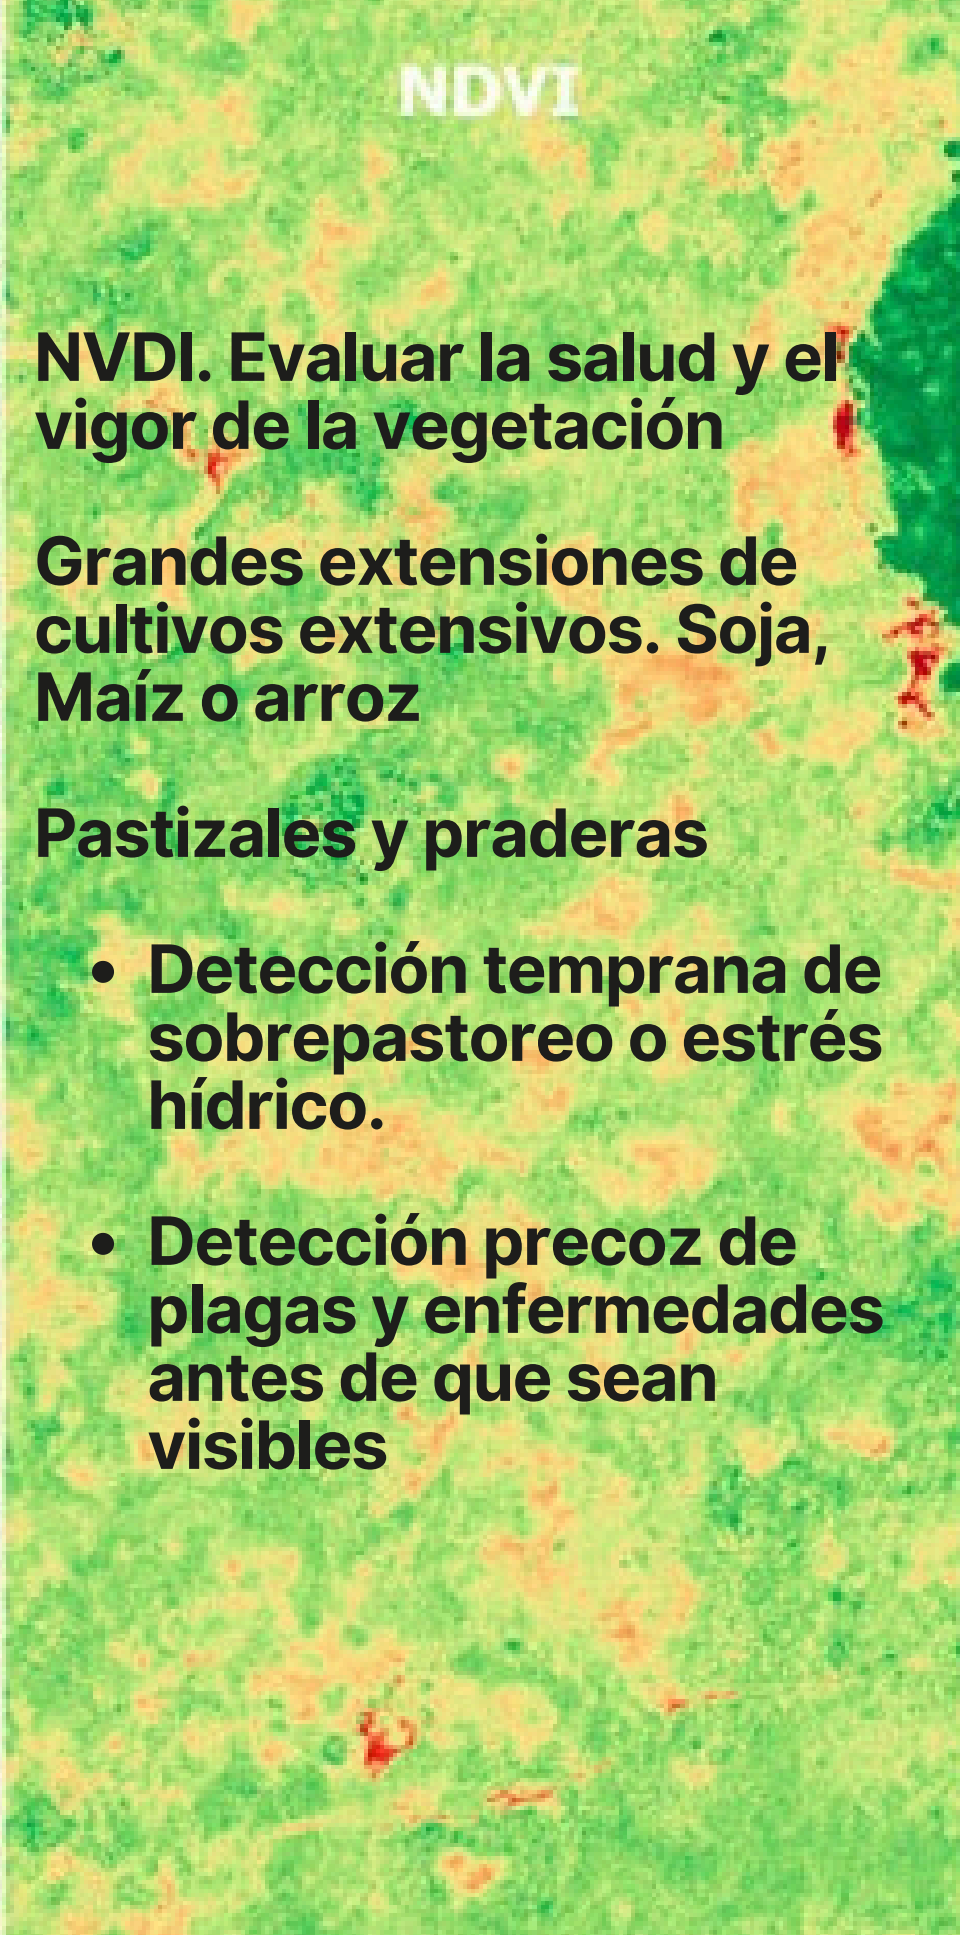 NDVI
NVDI. Evaluar la salud y el
vigor de la vegetación
Grandes extensiones de
cultivos extensivos. Soja,
Maíz o arroz
Pastizales y praderas
• Detección temprana de
sobrepastoreo o estrés
hídrico.
• Detección precoz de
plagas y enfermedades
antes de que sean
visibles